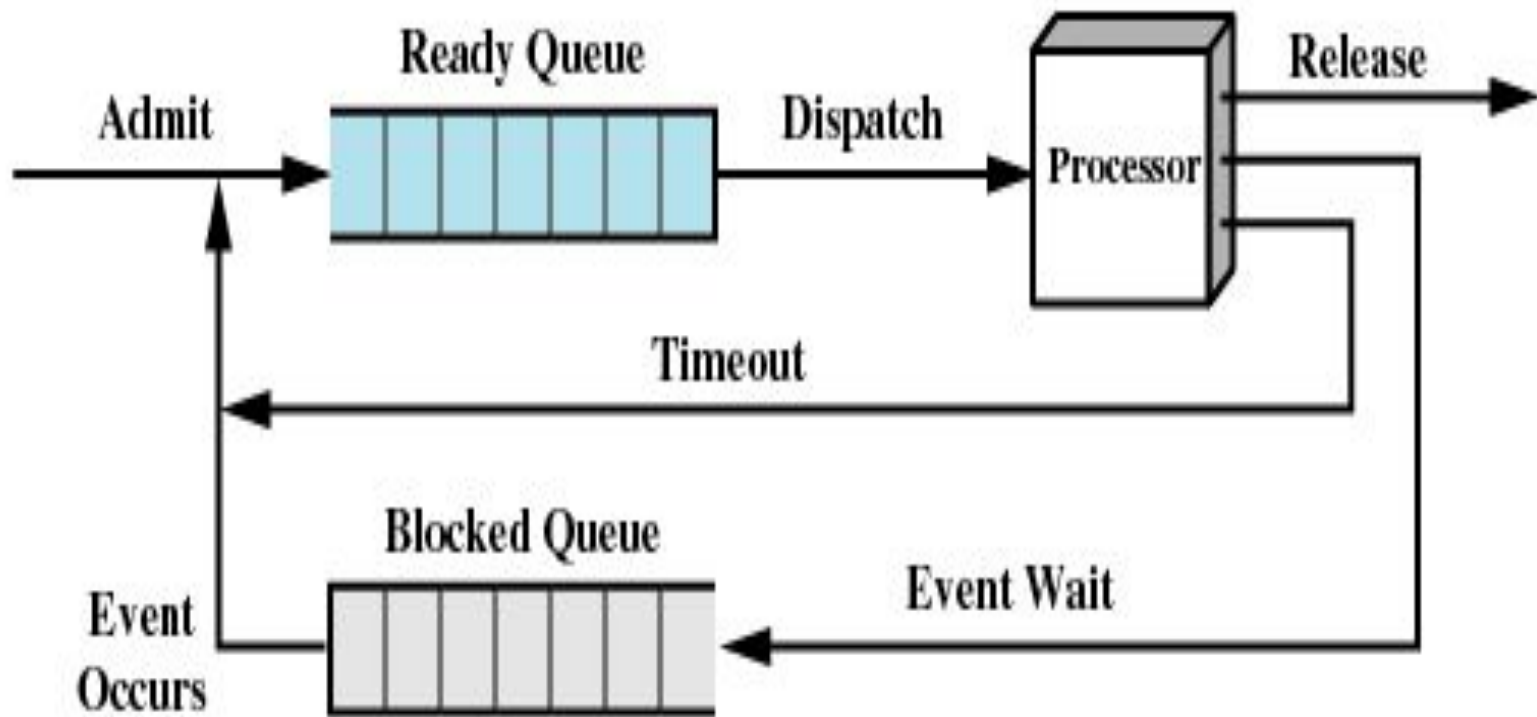 Ready Queue
Release
Admit
Dispatch
Processor
Timeout
Blocked Queue
Event Wait
Event
Occurs